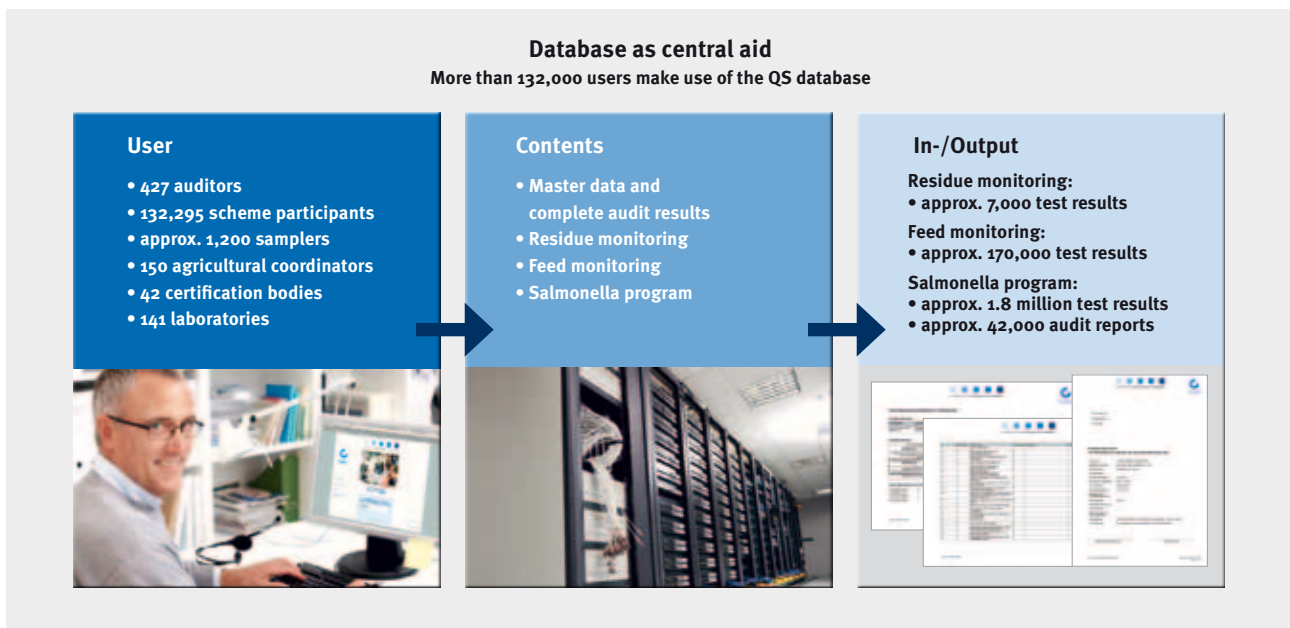 Database as central aid
More than 132,000 users make use of the QS database
User
• 427 auditors
• 132,295 scheme participants
• approx. 1,200 samplers
• 150 agricultural coordinators
• 42 certification bodies
• 141 laboratories
Contents
• Master data and
complete audit results
• Residue monitoring
• Feed monitoring
• Salmonella program
In-/Output
Residue monitoring:
• approx. 7,000 test results
Feed monitoring:
• approx. 170,000 test results
Salmonella program:
• approx. 1.8 million test results
• approx. 42,000 audit reports